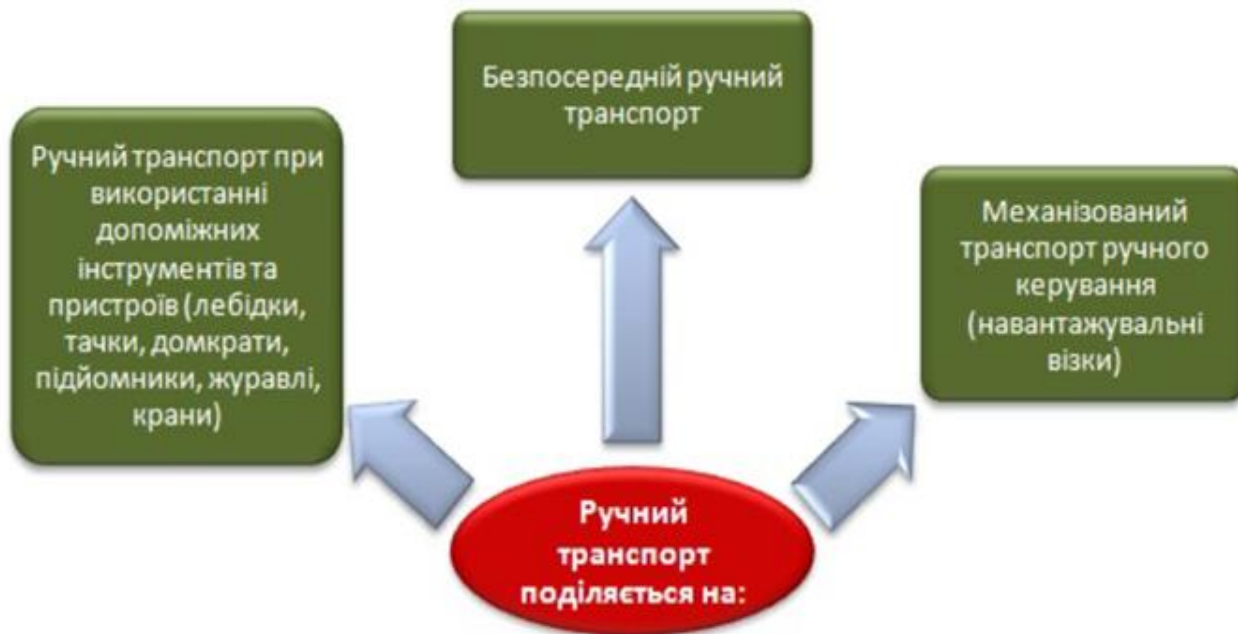 Безпосередній ручний
транспорт
Ручний транспорт при
використанні
допоміжних
інструментів та
пристроїв (лебідки,
тачки, домкрати,
підйомники, журавлі,
крани)
Механізований
транспорт ручного
керування
(навантажувальні
візки)
Ручний
транспорт
поділяється на: